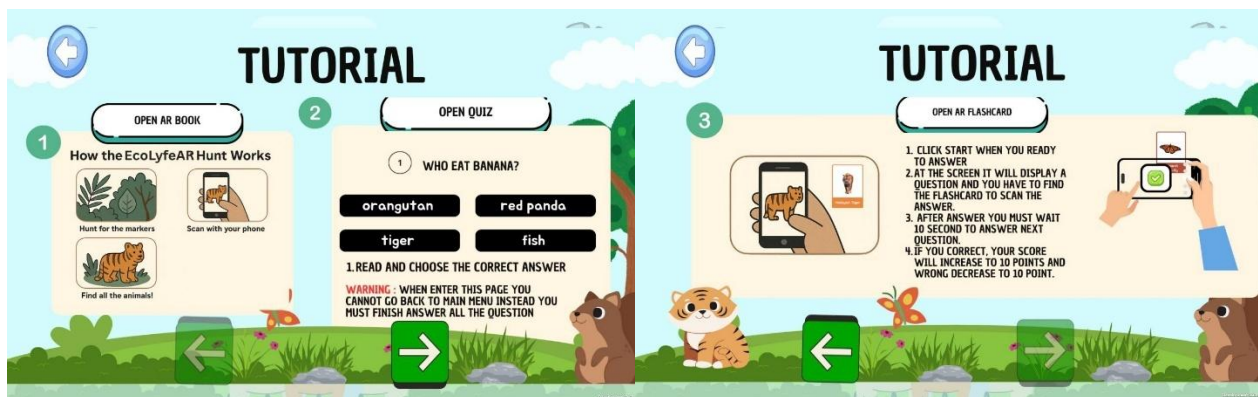 TUTORIAL
1
OPEN AR BOOK
How the EcoLyfeAR Hunt Works
Hunt for the markers
Scan with your phone
Find all the animals!
2
OPEN QUIZ
1
WHO EAT BANANA?
orangutan
red panda
tiger
fish
1. READ AND CHOOSE THE CORRECT ANSWER
WARNING : WHEN ENTER THIS PAGE YOU
CANNOT GO BACK TO MAIN MENU INSTEAD YOU
MUST FINISH ANSWER ALL THE QUESTION
TUTORIAL
3
OPEN AR FLASHCARD
1. CLICK START WHEN YOU READY
TO ANSWER
2. AT THE SCREEN IT WILL DISPLAY A
QUESTION AND YOU HAVE TO FIND
THE FLASHCARD TO SCAN THE
ANSWER.
3. AFTER ANSWER YOU MUST WAIT
10 SECOND TO ANSWER NEXT
QUESTION.
4. IF YOU CORRECT, YOUR SCORE
WILL INCREASE TO 10 POINTS AND
WRONG DECREASE TO 10 POINT.